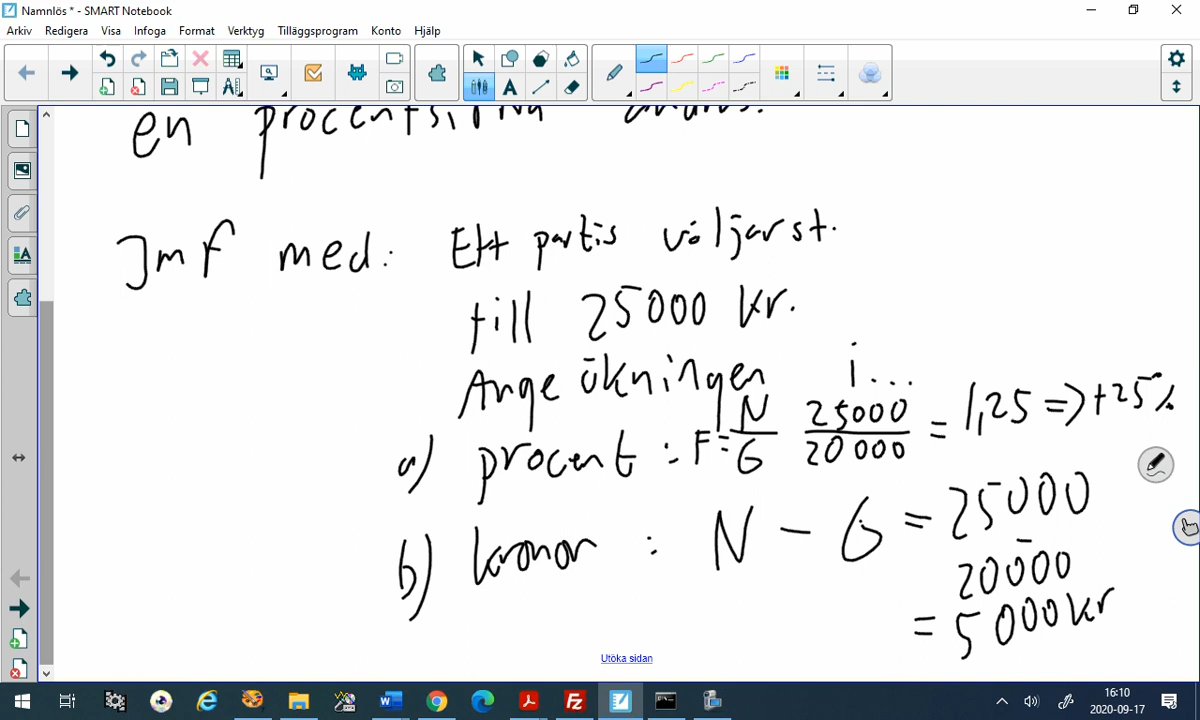 Namnlös * - SMART Notebook
Arkiv Redigera Visa Infoga Format Verktyg Tilläggsprogram Konto Hjälp
en procentsiffra ändras.
Jmf med: Ett partis väljarst.
till 25000 kr.
Ange ökningen i...
a) procent : F = N/G 25000/20000 = 1,25 => +25%
b) kronor : N - G = 25000
- 20000
= 5000kr
Utöka sidan
16:10
2020-09-17